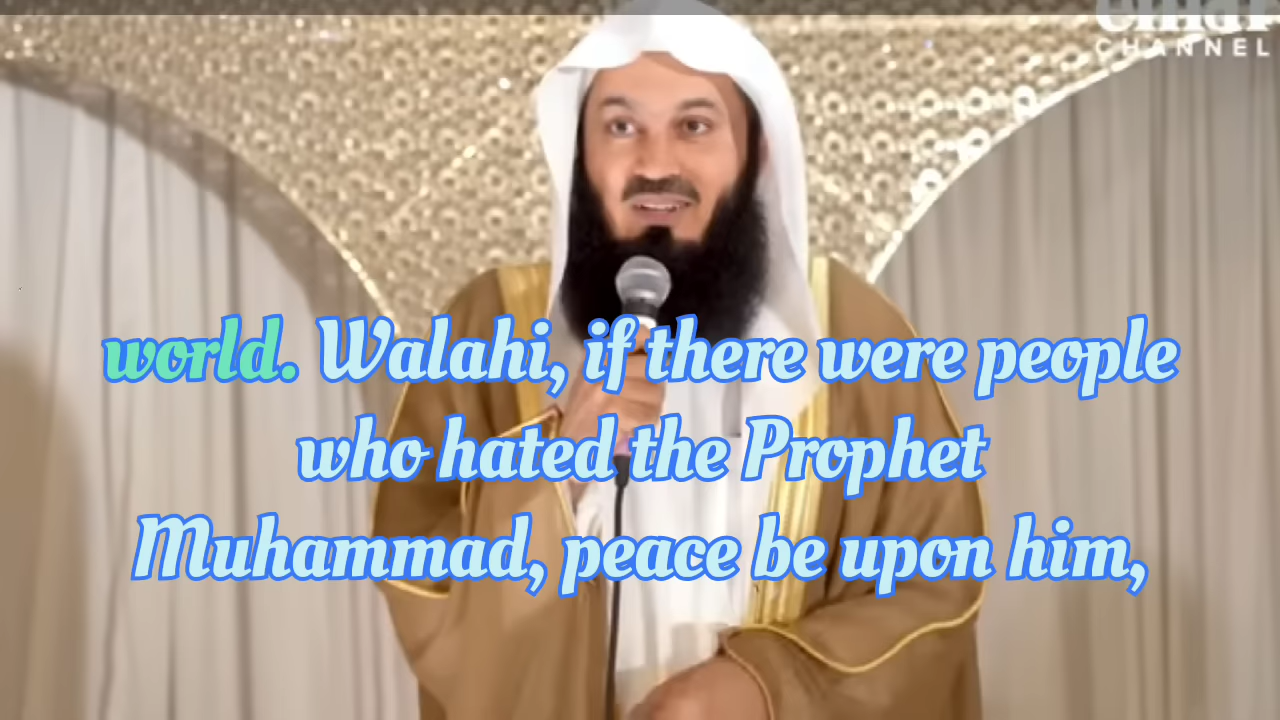 CHANNEL
world. Walahi, if there were people
who hated the Prophet
Muhammad, peace be upon him,